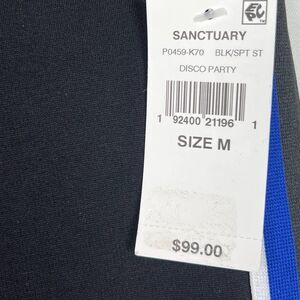 SANCTUARY
P0459-K70 BLK/SPT ST
DISCO PARTY
1 92400 21196 1
SIZE M
$99.00